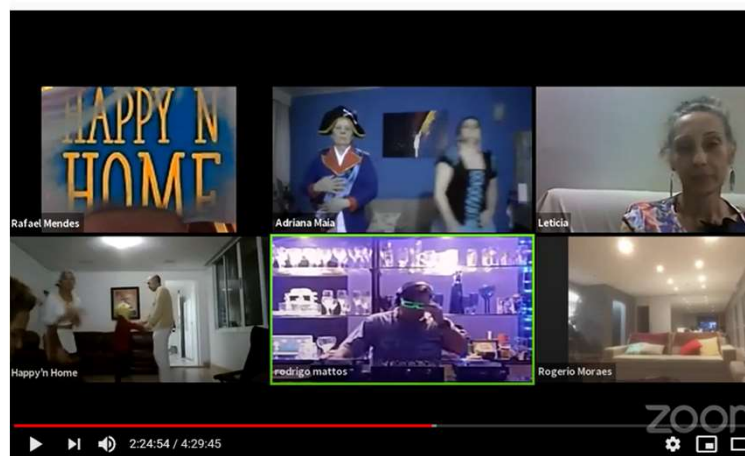 HAPPY N
HOME
Rafael Mendes
Adriana Maia
Leticia
Happy'n Home
rodrigo mattos
Rogerio Moraes
zoom
2:24:54 / 4:29:45